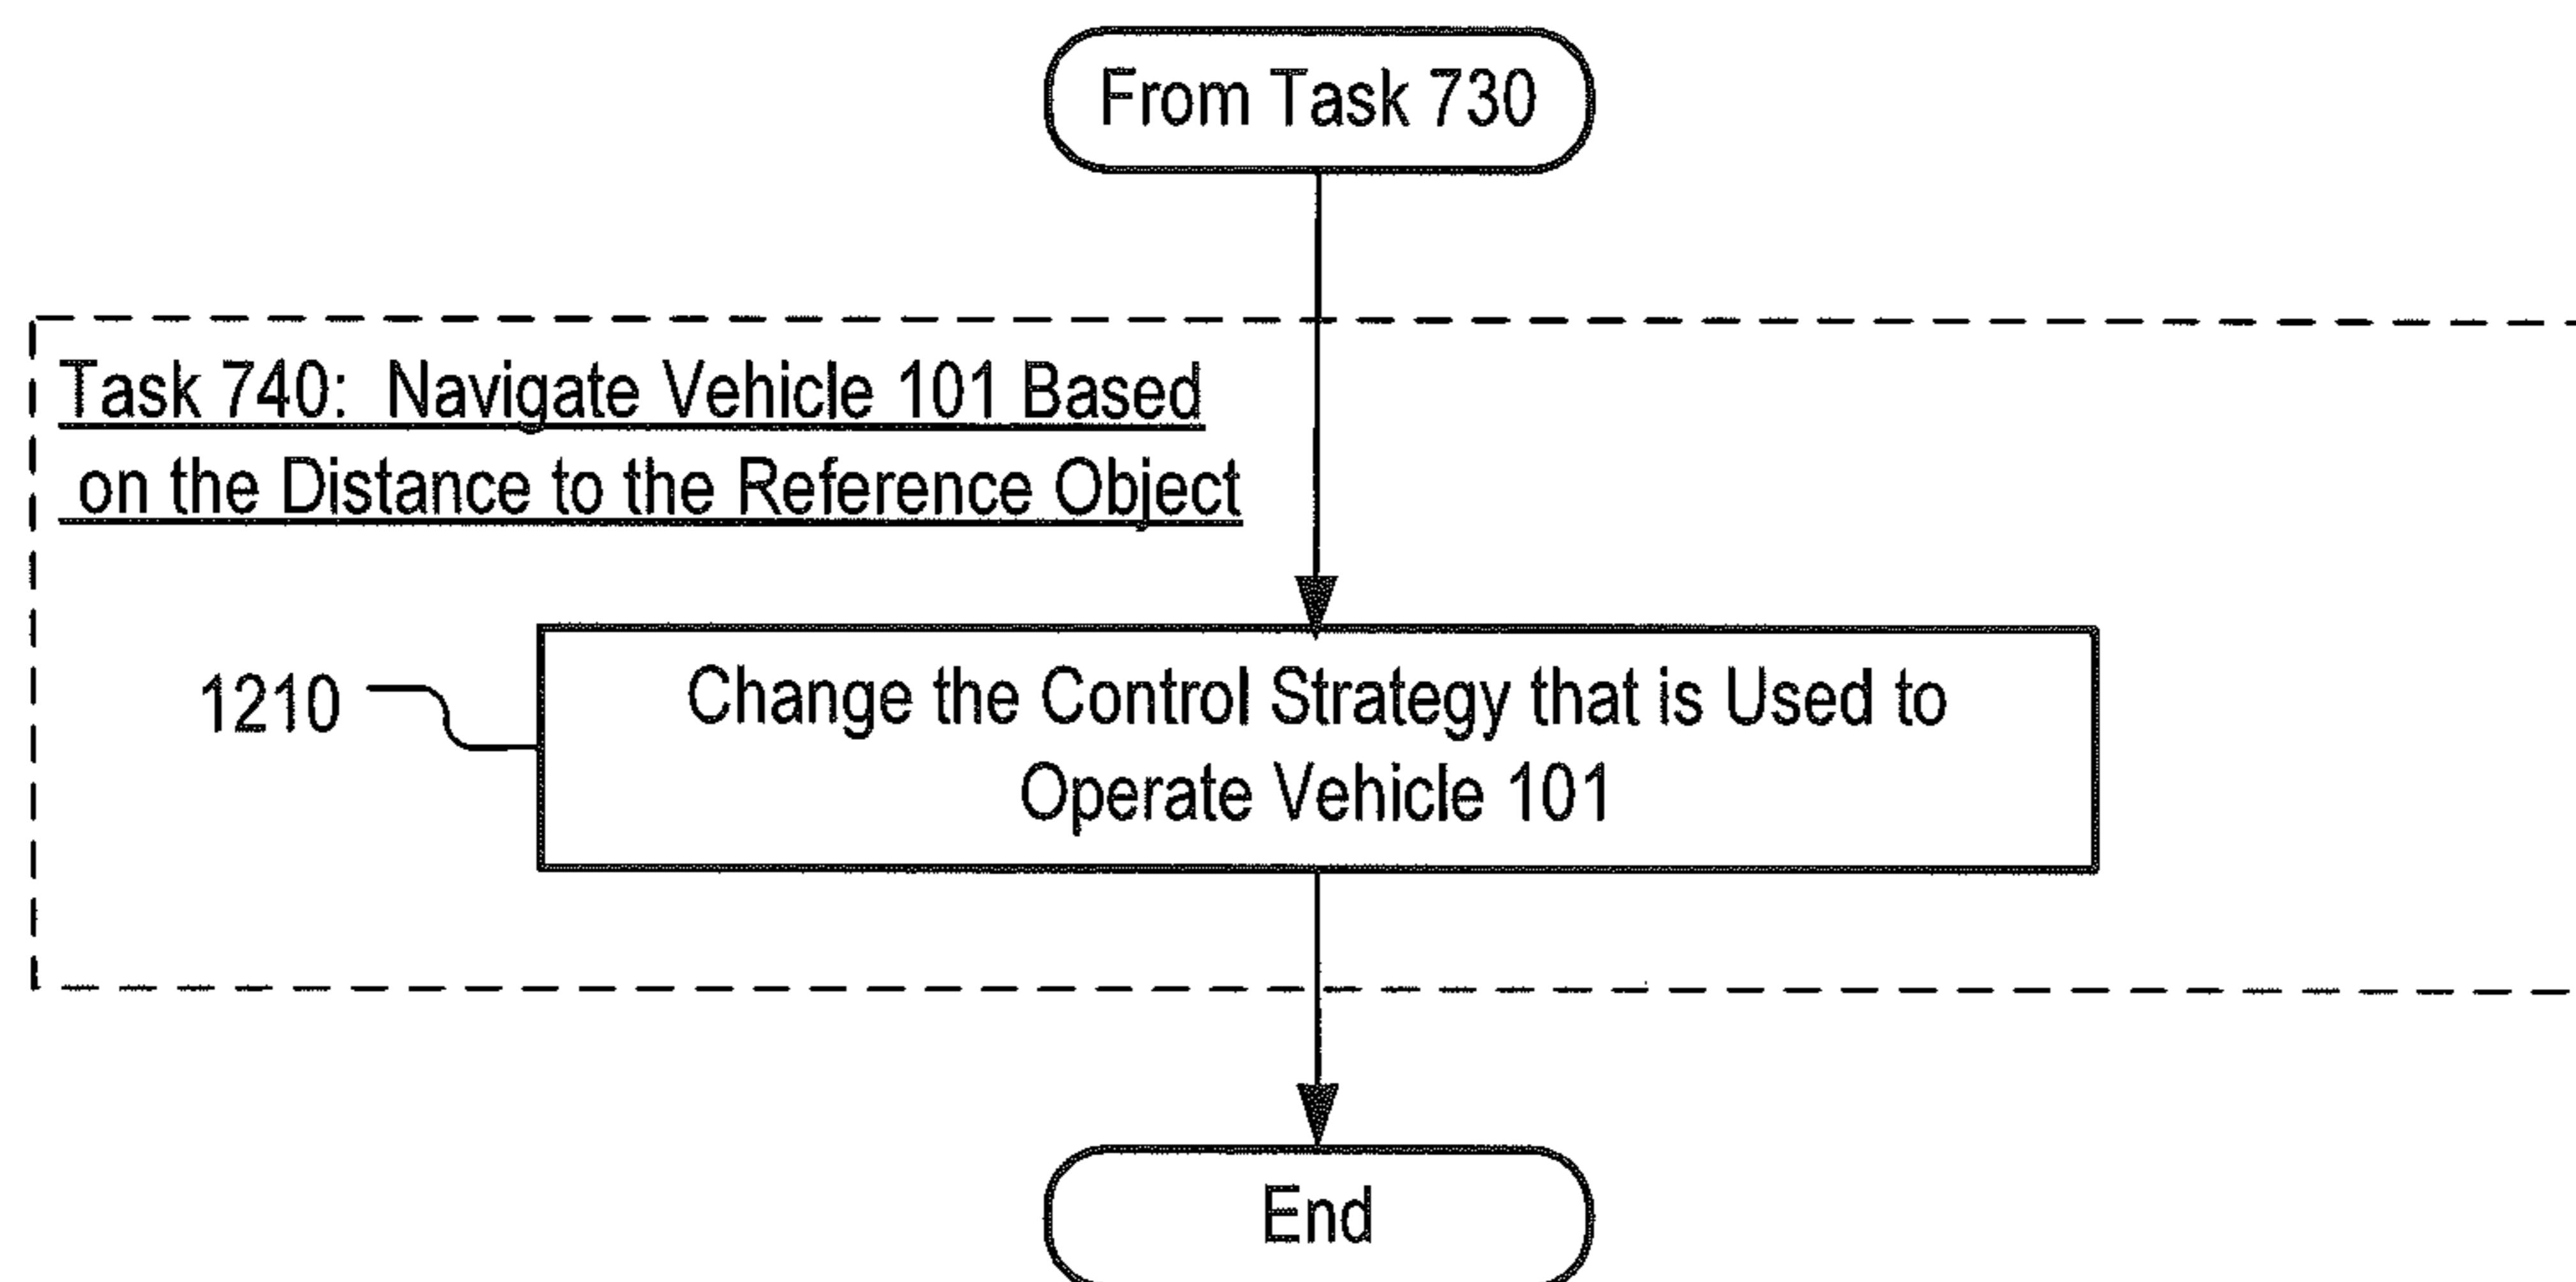 From Task 730
Task 740: Navigate Vehicle 101 Based
on the Distance to the Reference Object
1210
Change the Control Strategy that is Used to
Operate Vehicle 101
End